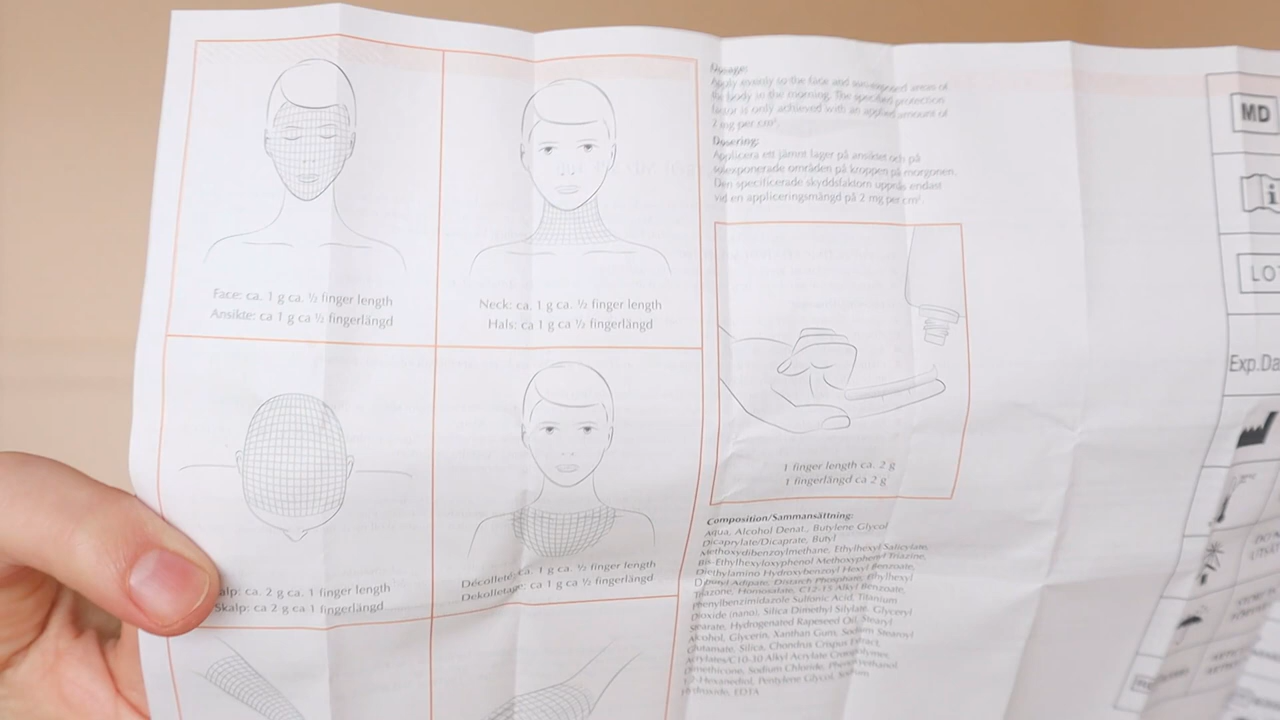 Face: ca. 1 g ca. ½ finger length
Ansikte: ca 1 g ca ½ fingerlängd
Neck: ca. 1 g ca. ½ finger length
Hals: ca 1 g ca ½ fingerlängd
alp: ca. 2 g ca. 1 finger length
Skalp: ca 2 g ca 1 fingerlängd
Décolleté: ca. 1 g ca. ½ finger length
Dekolletage: ca 1 g ca ½ fingerlängd
Dosage:
Apply evenly to the face and sun-exposed areas of
the body in the morning. The specified protection
factor is only achieved with an applied amount of
2 mg per cm².
Dosering:
Applicera ett jämnt lager på ansiktet och på
solexponerade områden på kroppen på morgonen.
Den specificerade skyddsfaktorn uppnås endast
vid en appliceringsmängd på 2 mg per cm².
1 finger length ca. 2 g
1 fingerlängd ca 2 g
Composition/Sammansättning:
Aqua, Alcohol Denat., Butylene Glycol
Dicaprylate/Dicaprate, Butyl
Methoxydibenzoylmethane, Ethylhexyl Salicylate,
Bis-Ethylhexyloxyphenol Methoxyphenyl Triazine,
Diethylamino Hydroxybenzoyl Hexyl Benzoate,
Dibutyl Adipate, Distarch Phosphate, Ethylhexyl
Triazone, Homosalate, C12-15 Alkyl Benzoate,
Phenylbenzimidazole Sulfonic Acid, Titanium
Dioxide (nano), Silica Dimethyl Silylate, Glyceryl
Stearate, Hydrogenated Rapeseed Oil, Stearyl
Alcohol, Glycerin, Xanthan Gum, Sodium Stearoyl
Glutamate, Silica, Chondrus Crispus Extract,
Acrylates/C10-30 Alkyl Acrylate Crosspolymer,
Dimethicone, Sodium Chloride, Phenoxyethanol,
1,2-Hexanediol, Pentylene Glycol, Sodium
Hydroxide, EDTA
MD
i
LO
Exp.Da